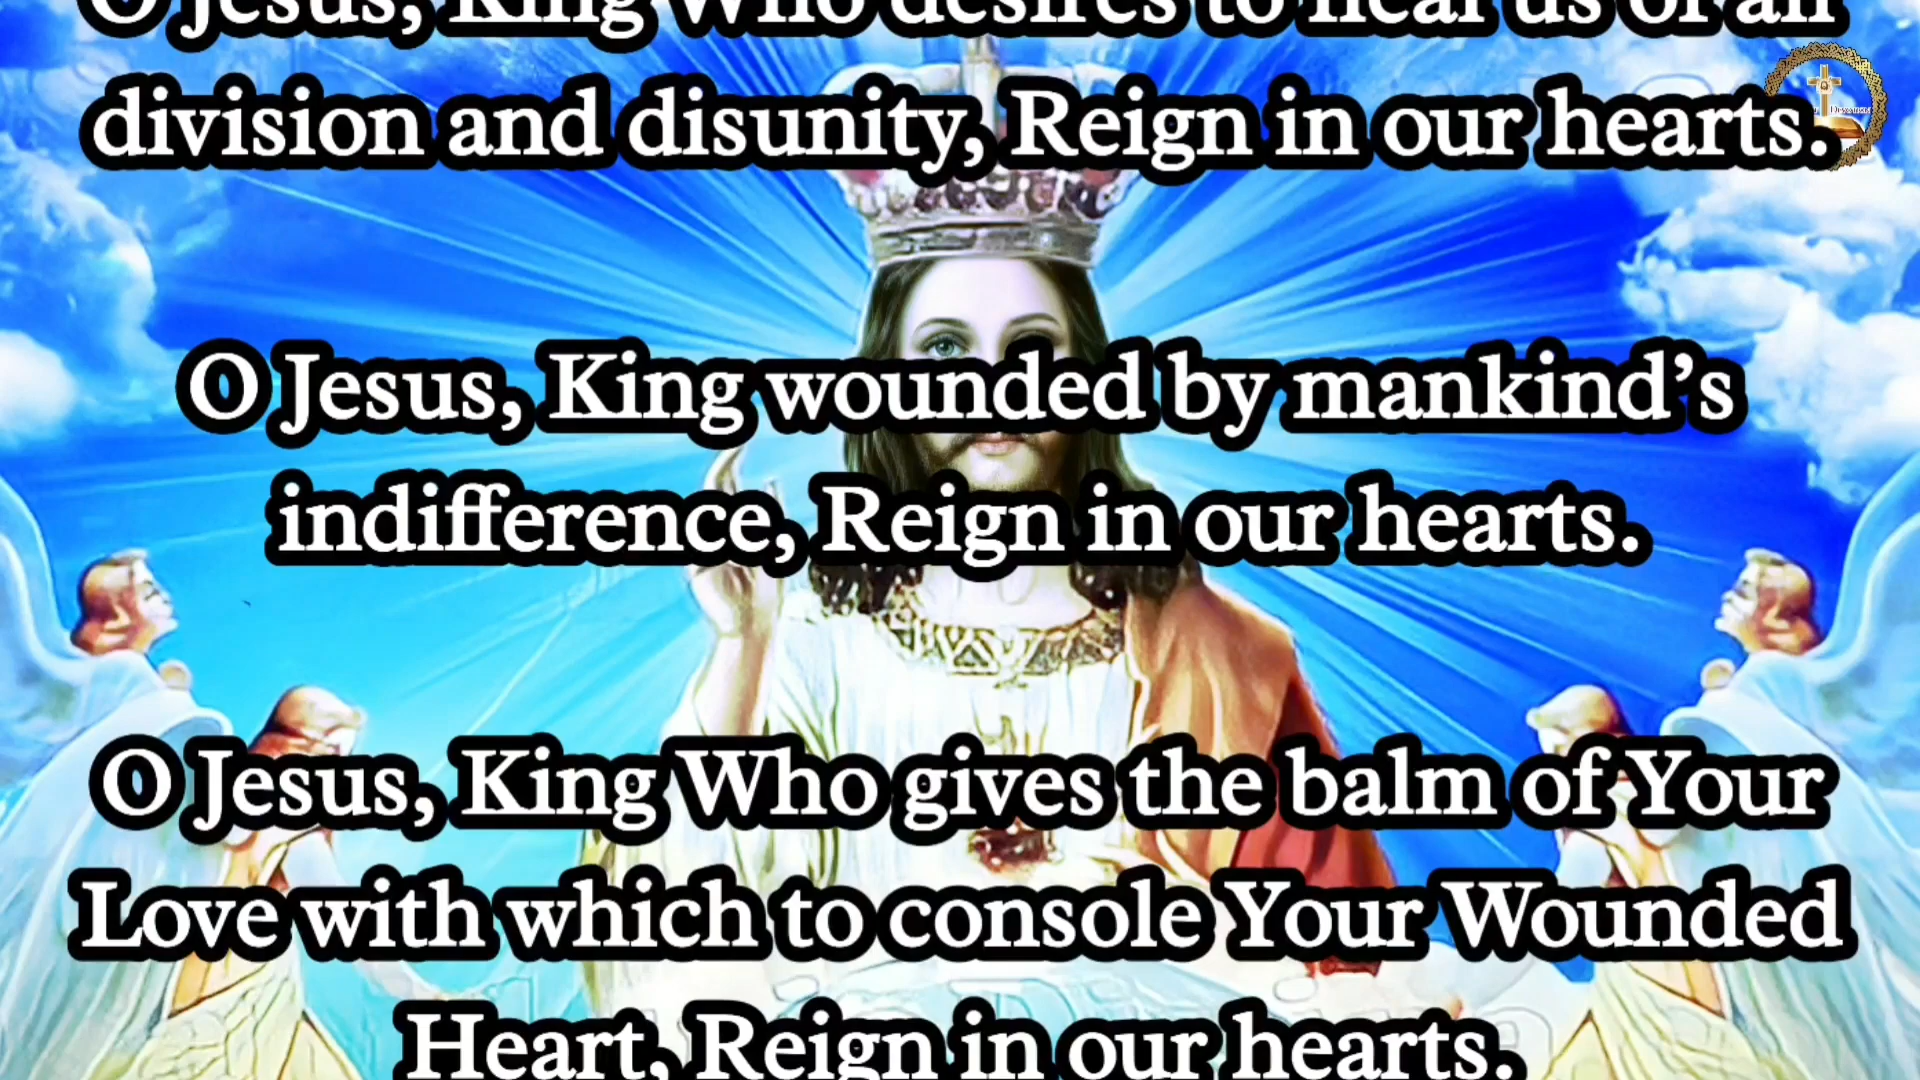 O Jesus, King Who desires to heal us of all
division and disunity, Reign in our hearts.
O Jesus, King wounded by mankind’s
indifference, Reign in our hearts.
O Jesus, King Who gives the balm of Your
Love with which to console Your Wounded
Heart, Reign in our hearts.